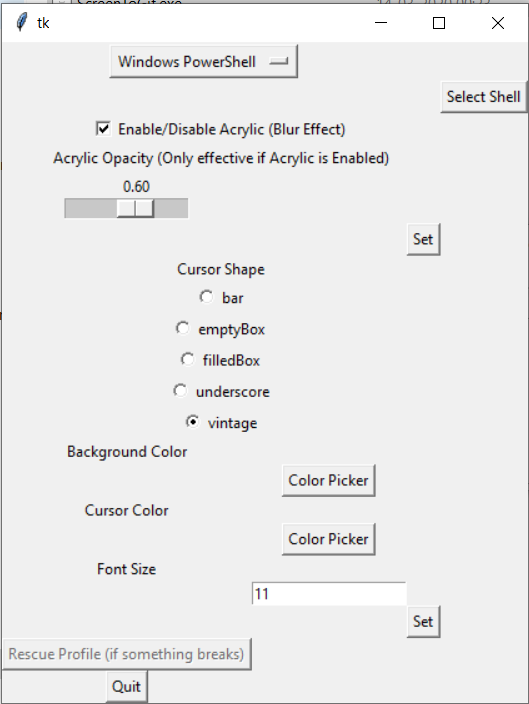 tk
Windows PowerShell
Select Shell
Enable/Disable Acrylic (Blur Effect)
Acrylic Opacity (Only effective if Acrylic is Enabled)
0.60
Set
Cursor Shape
bar
emptyBox
filledBox
underscore
vintage
Background Color
Color Picker
Cursor Color
Color Picker
Font Size
11
Set
Rescue Profile (if something breaks)
Quit